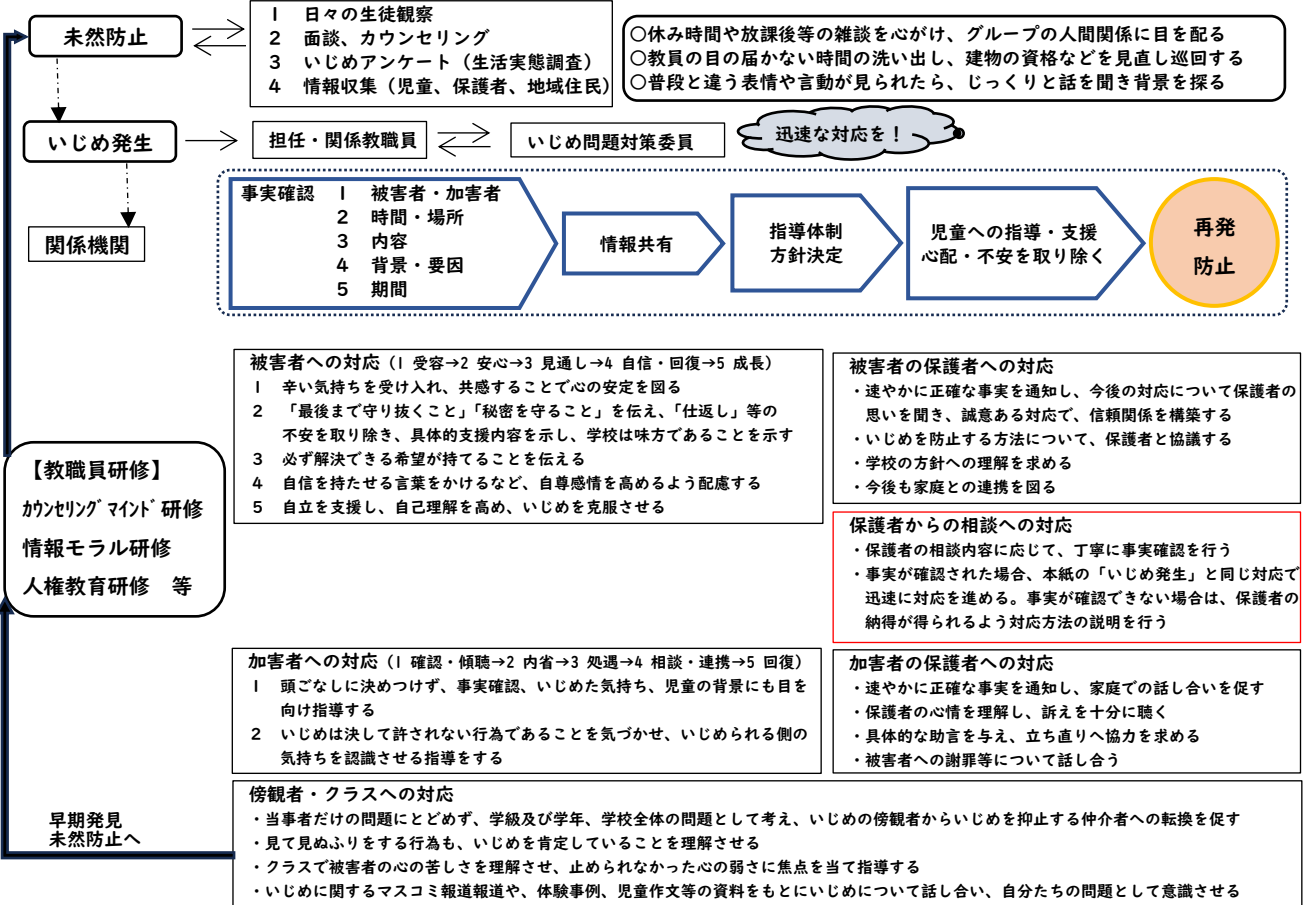 未然防止
1 日々の生徒観察
2 面談、カウンセリング
3 いじめアンケート（生活実態調査）
4 情報収集（児童、保護者、地域住民）
○休み時間や放課後等の雑談を心がけ、グループの人間関係に目を配る
○教員の目の届かない時間の洗い出し、建物の資格などを見直し巡回する
○普段と違う表情や言動が見られたら、じっくりと話を聞き背景を探る
いじめ発生
担任・関係教職員
いじめ問題対策委員
迅速な対応を！
関係機関
事実確認 1 被害者・加害者
2 時間・場所
3 内容
4 背景・要因
5 期間
情報共有
指導体制
方針決定
児童への指導・支援
心配・不安を取り除く
再発
防止
被害者への対応（1 受容→2 安心→3 見通し→4 自信・回復→5 成長）
1 辛い気持ちを受け入れ、共感することで心の安定を図る
2 「最後まで守り抜くこと」「秘密を守ること」を伝え、「仕返し」等の
不安を取り除き、具体的支援内容を示し、学校は味方であることを示す
3 必ず解決できる希望が持てることを伝える
4 自信を持たせる言葉をかけるなど、自尊感情を高めるよう配慮する
5 自立を支援し、自己理解を高め、いじめを克服させる
被害者の保護者への対応
・速やかに正確な事実を通知し、今後の対応について保護者の
思いを聞き、誠意ある対応で、信頼関係を構築する
・いじめを防止する方法について、保護者と協議する
・学校の方針への理解を求める
・今後も家庭との連携を図る
【教職員研修】
ｶｳﾝｾﾘﾝｸﾞﾏｲﾝﾄﾞ研修
情報モラル研修
人権教育研修 等
保護者からの相談への対応
・保護者の相談内容に応じて、丁寧に事実確認を行う
・事実が確認された場合、本紙の「いじめ発生」と同じ対応で
迅速に対応を進める。事実が確認できない場合は、保護者の
納得が得られるよう対応方法の説明を行う
加害者への対応（1 確認・傾聴→2 内省→3 処遇→4 相談・連携→5 回復）
1 頭ごなしに決めつけず、事実確認、いじめた気持ち、児童の背景にも目を
向け指導する
2 いじめは決して許されない行為であることを気づかせ、いじめられる側の
気持ちを認識させる指導をする
加害者の保護者への対応
・速やかに正確な事実を通知し、家庭での話し合いを促す
・保護者の心情を理解し、訴えを十分に聴く
・具体的な助言を与え、立ち直りへ協力を求める
・被害者への謝罪等について話し合う
早期発見
未然防止へ
傍観者・クラスへの対応
・当事者だけの問題にとどめず、学級及び学年、学校全体の問題として考え、いじめの傍観者からいじめを抑止する仲介者への転換を促す
・見て見ぬふりをする行為も、いじめを肯定していることを理解させる
・クラスで被害者の心の苦しさを理解させ、止められなかった心の弱さに焦点を当て指導する
・いじめに関するマスコミ報道報道や、体験事例、児童作文等の資料をもとにいじめについて話し合い、自分たちの問題として意識させる